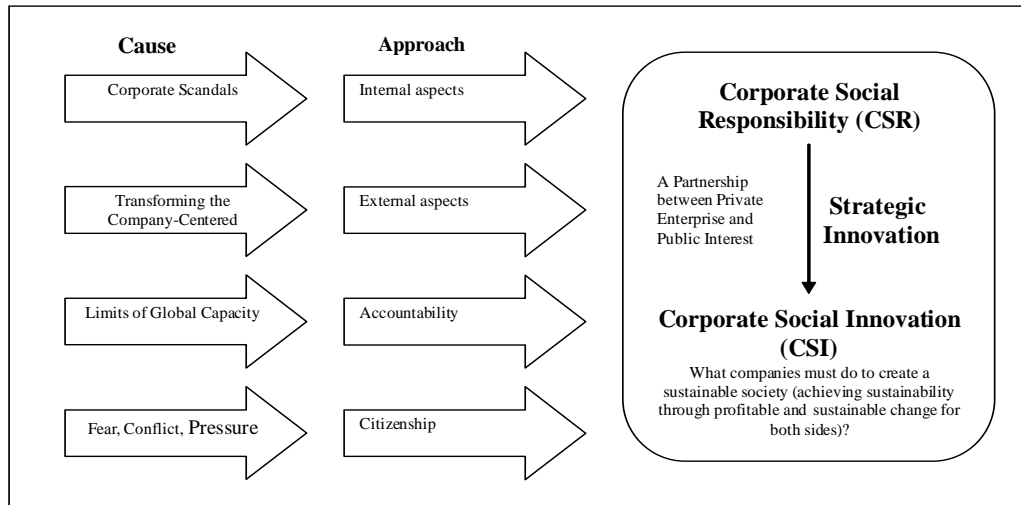 Cause
Approach
Corporate Scandals
Internal aspects
Transforming the
Company-Centered
External aspects
Limits of Global Capacity
Accountability
Fear, Conflict, Pressure
Citizenship
Corporate Social
Responsibility (CSR)
A Partnership
between Private
Enterprise and
Public Interest
Strategic
Innovation
Corporate Social Innovation
(CSI)
What companies must do to create a
sustainable society (achieving sustainability
through profitable and sustainable change for
both sides)?